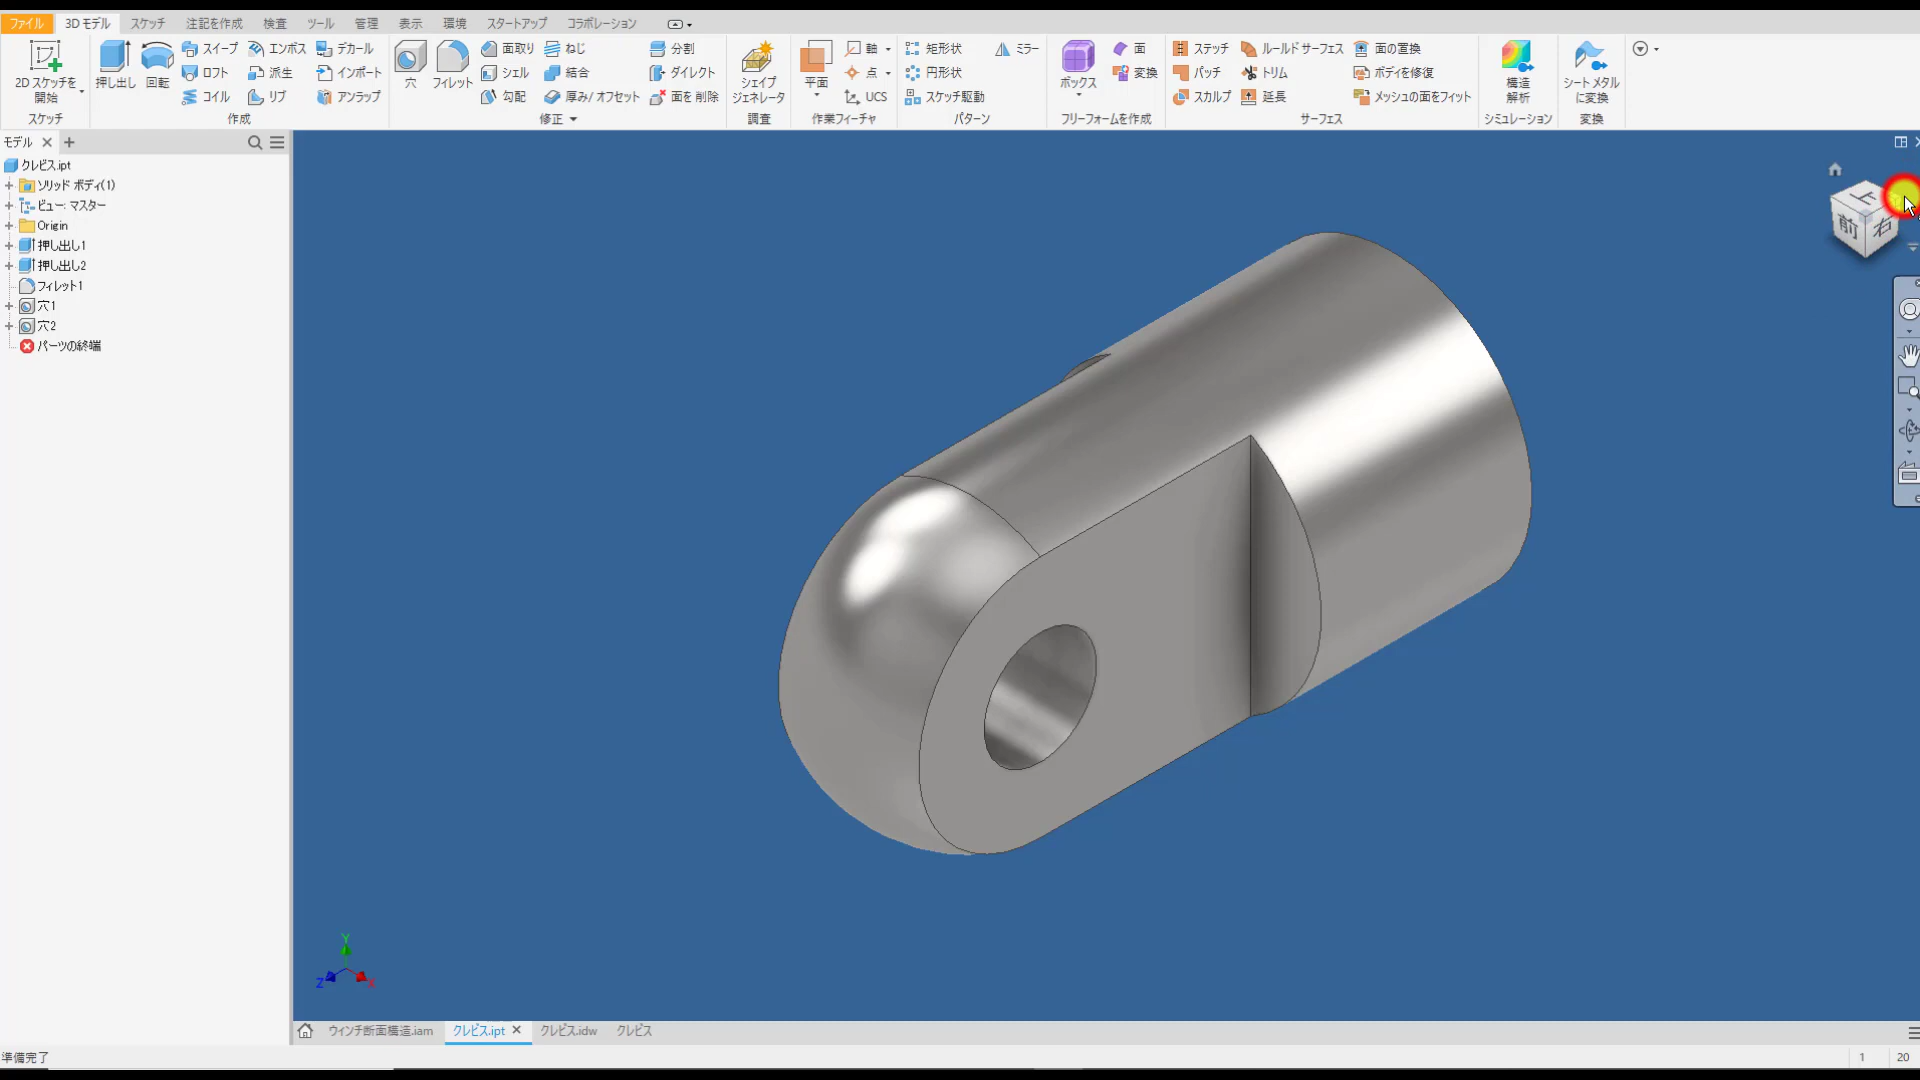 ファイル 3D モデル スケッチ 注記を作成 検査 ツール 管理 表示 環境 スタートアップ コラボレーション
2D スケッチを開始
押し出し 回転
スイープ エンボス デカール
ロフト 派生 インポート
コイル リブ アンラップ
穴 フィレット
面取り ねじ 分割
シェル 結合 ダイレクト
勾配 厚み/ オフセット 面を 削除
シェイプ ジェネレータ
平面
軸
点
UCS
矩形状 ミラー
円形状
スケッチ駆動
ボックス
面
変換
ステッチ ルールド サーフェス 面の置換
パッチ トリム ボディを修復
スカルプ 延長 メッシュの面をフィット
構造 解析
シート メタル に変換
スケッチ 作成 修正 調査 作業フィーチャ パターン フリーフォームを作成 サーフェス シミュレーション 変換
モデル
クレビス.ipt
ソリッド ボディ(1)
ビュー: マスター
Origin
押し出し1
押し出し2
フィレット1
穴1
穴2
パーツの終端
上
前 右
Y
Z X
ウィンチ断面構造.iam クレビス.ipt クレビス.idw クレビス
準備完了 1 20